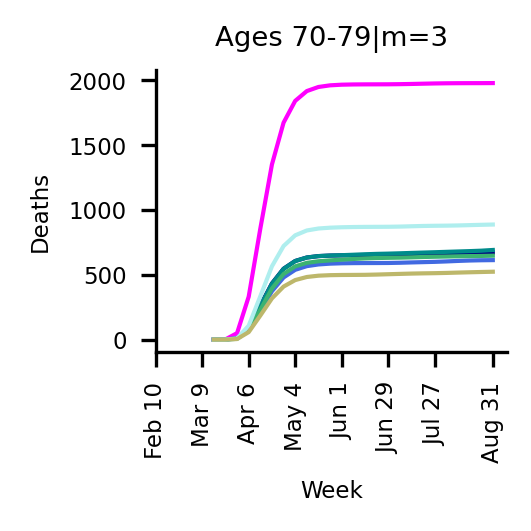 Ages 70-79|m=3
Deaths
2000
1500
1000
500
0
Feb 10
Mar 9
Apr 6
May 4
Jun 1
Jun 29
Jul 27
Aug 31
Week